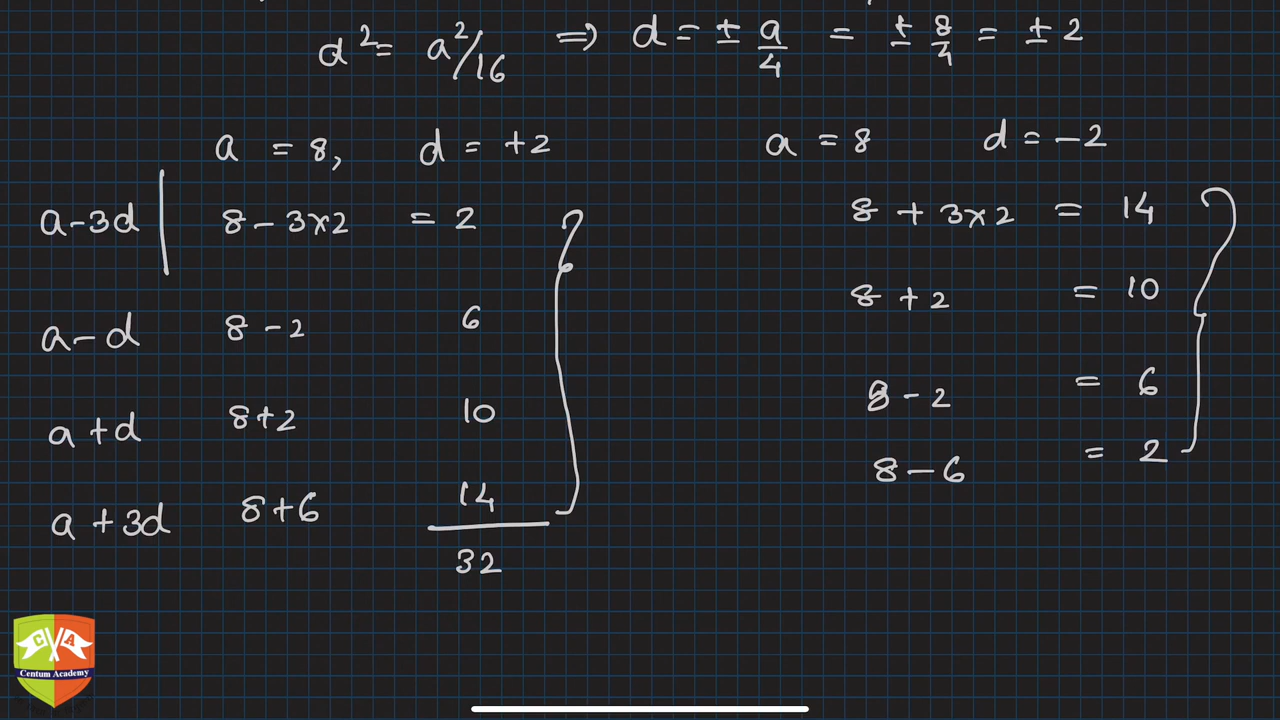 d² = a²/16 ⇒ d = ± a/4 = ± 8/4 = ± 2
a = 8, d = +2
a = 8 d = -2
a-3d | 8 - 3×2 = 2
8 + 3×2 = 14
a-d 8-2 6
8 + 2 = 10
a+d 8+2 10
8 - 2 = 6
a+3d 8+6 14
8 - 6 = 2
32
C A
Centum Academy